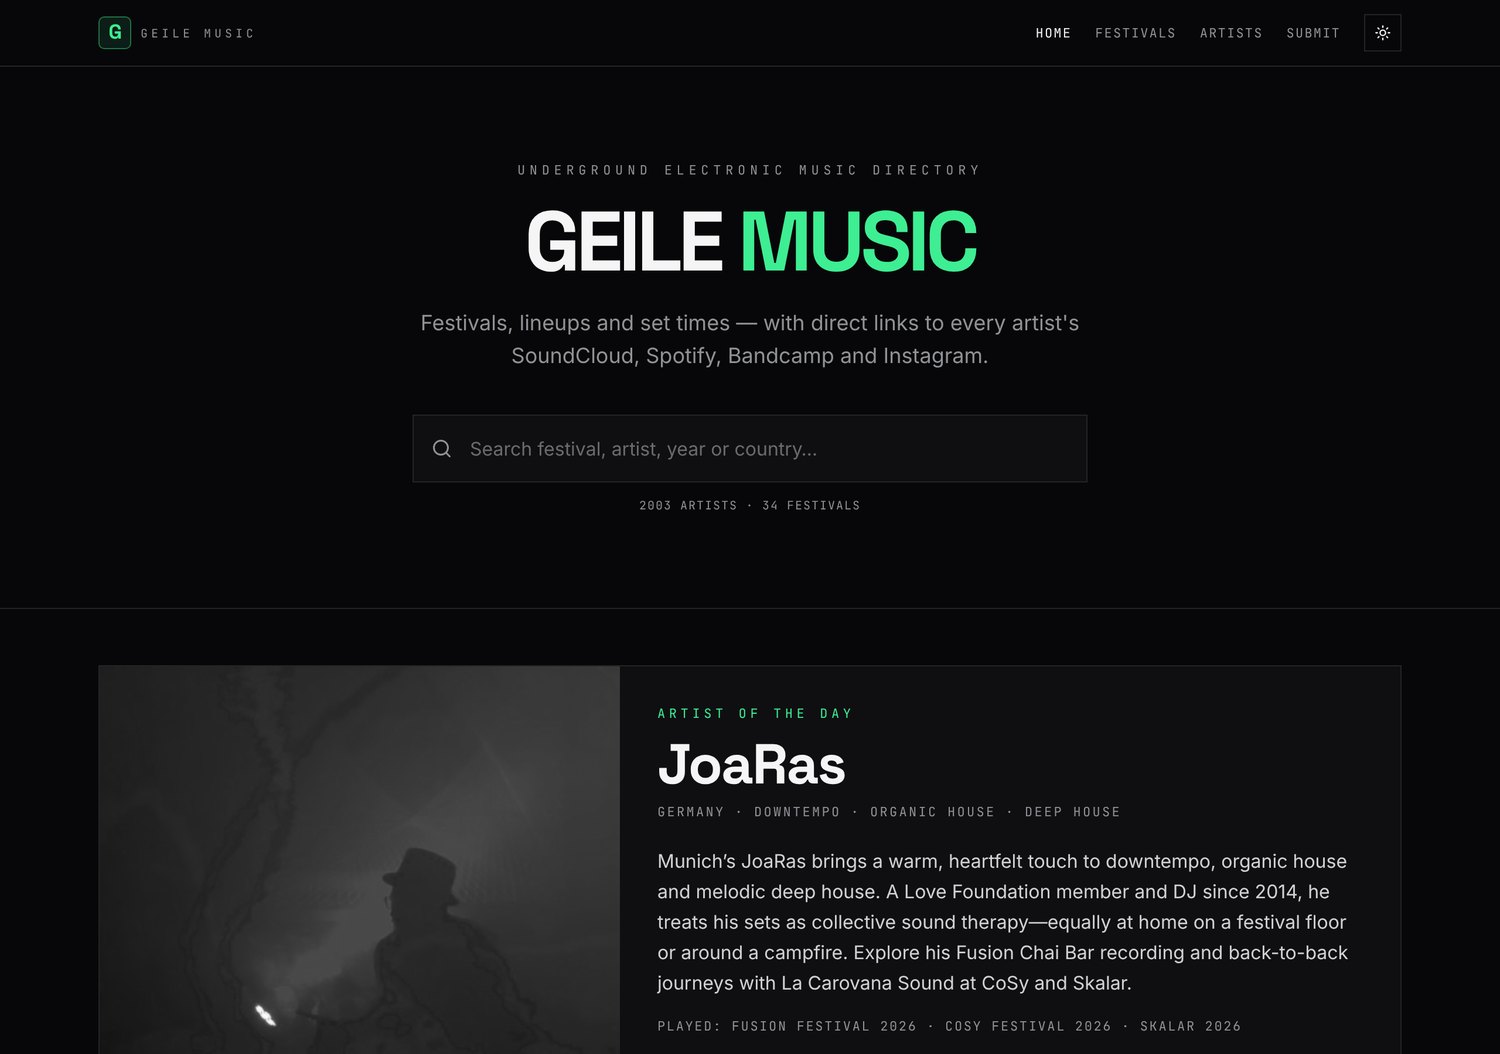 G GEILE MUSIC
HOME FESTIVALS ARTISTS SUBMIT
UNDERGROUND ELECTRONIC MUSIC DIRECTORY
GEILE MUSIC
Festivals, lineups and set times — with direct links to every artist's
SoundCloud, Spotify, Bandcamp and Instagram.
Search festival, artist, year or country...
2003 ARTISTS · 34 FESTIVALS
ARTIST OF THE DAY
JoaRas
GERMANY · DOWNTEMPO · ORGANIC HOUSE · DEEP HOUSE
Munich’s JoaRas brings a warm, heartfelt touch to downtempo, organic house
and melodic deep house. A Love Foundation member and DJ since 2014, he
treats his sets as collective sound therapy—equally at home on a festival floor
or around a campfire. Explore his Fusion Chai Bar recording and back-to-back
journeys with La Carovana Sound at CoSy and Skalar.
PLAYED: FUSION FESTIVAL 2026 · COSY FESTIVAL 2026 · SKALAR 2026